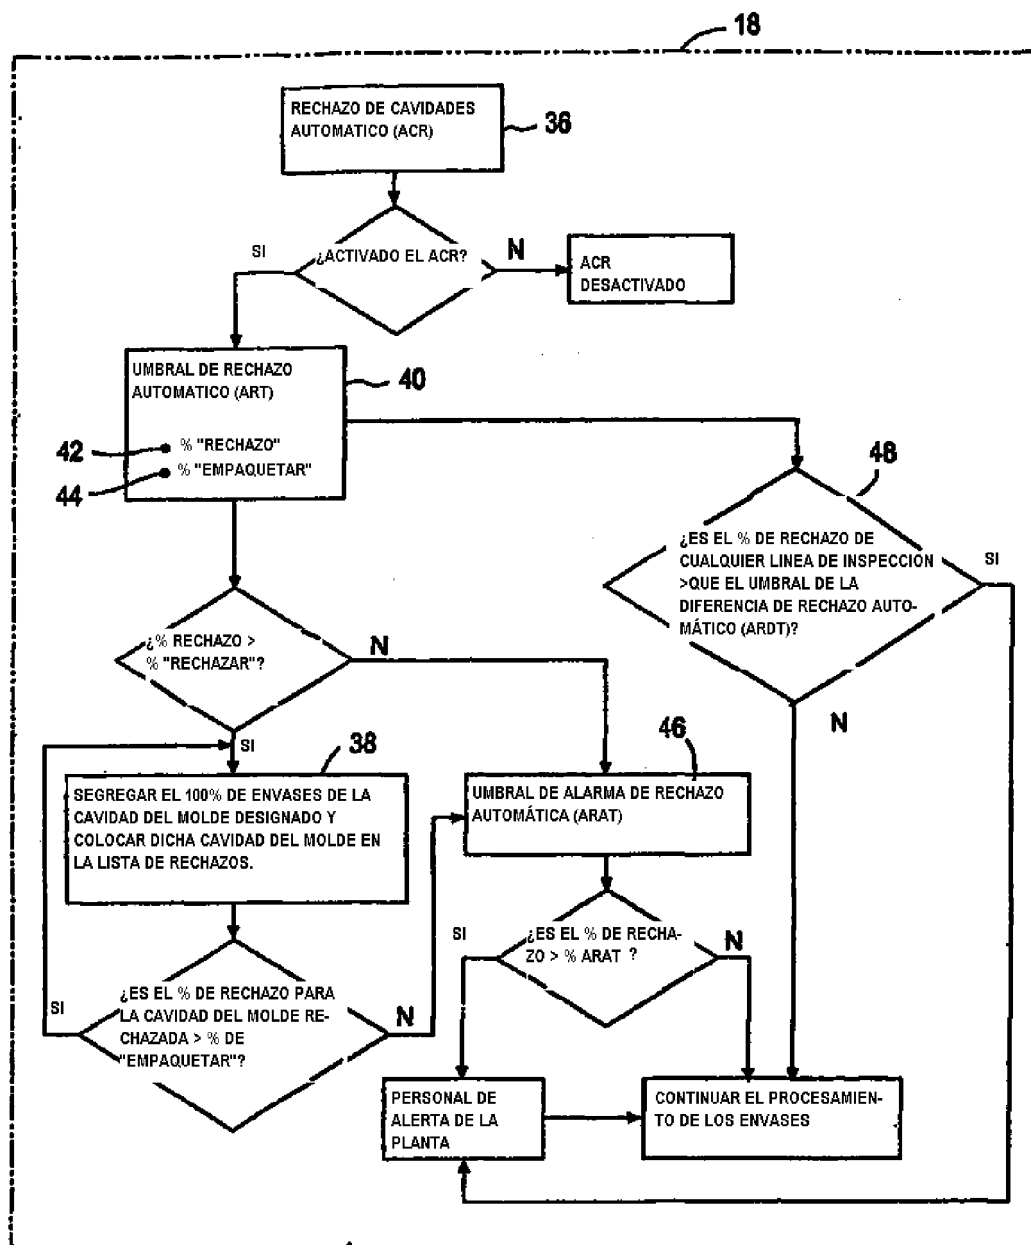 18
RECHAZO DE CAVIDADES
AUTOMATICO (ACR)
36
¿ACTIVADO EL ACR?
SI
N
ACR
DESACTIVADO
UMBRAL DE RECHAZO
AUTOMATICO (ART)
% "RECHAZO"
% "EMPAQUETAR"
40
42
44
48
¿ES EL % DE RECHAZO DE
CUALQUIER LINEA DE INSPECCION
>QUE EL UMBRAL DE LA
DIFERENCIA DE RECHAZO AUTO-
MÁTICO (ARDT)?
SI
N
¿% RECHAZO >
% "RECHAZAR"?
N
SI
38
SEGREGAR EL 100% DE ENVASES DE LA
CAVIDAD DEL MOLDE DESIGNADO Y
COLOCAR DICHA CAVIDAD DEL MOLDE EN
LA LISTA DE RECHAZOS.
46
UMBRAL DE ALARMA DE RECHAZO
AUTOMÁTICA (ARAT)
¿ES EL % DE RECHA-
ZO > % ARAT ?
SI
N
¿ES EL % DE RECHAZO PARA
LA CAVIDAD DEL MOLDE RE-
CHAZADA > % DE
"EMPAQUETAR"?
SI
N
PERSONAL DE
ALERTA DE LA
PLANTA
CONTINUAR EL PROCESAMIEN-
TO DE LOS ENVASES